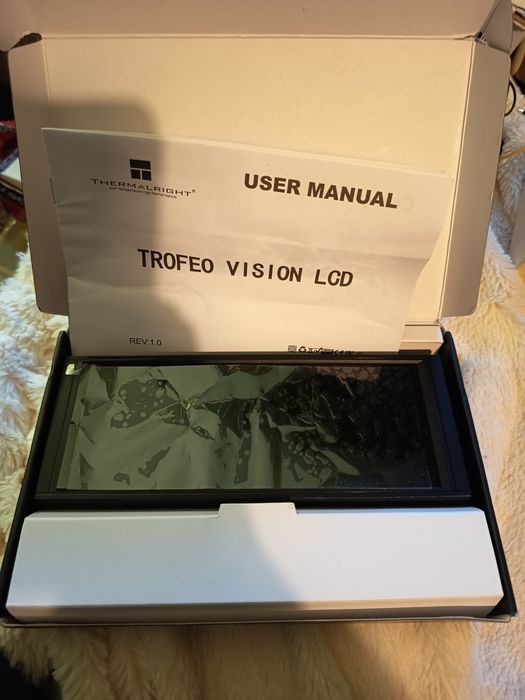 THERMALRIGHT®
USER MANUAL
TROFEO VISION LCD
REV:1.0